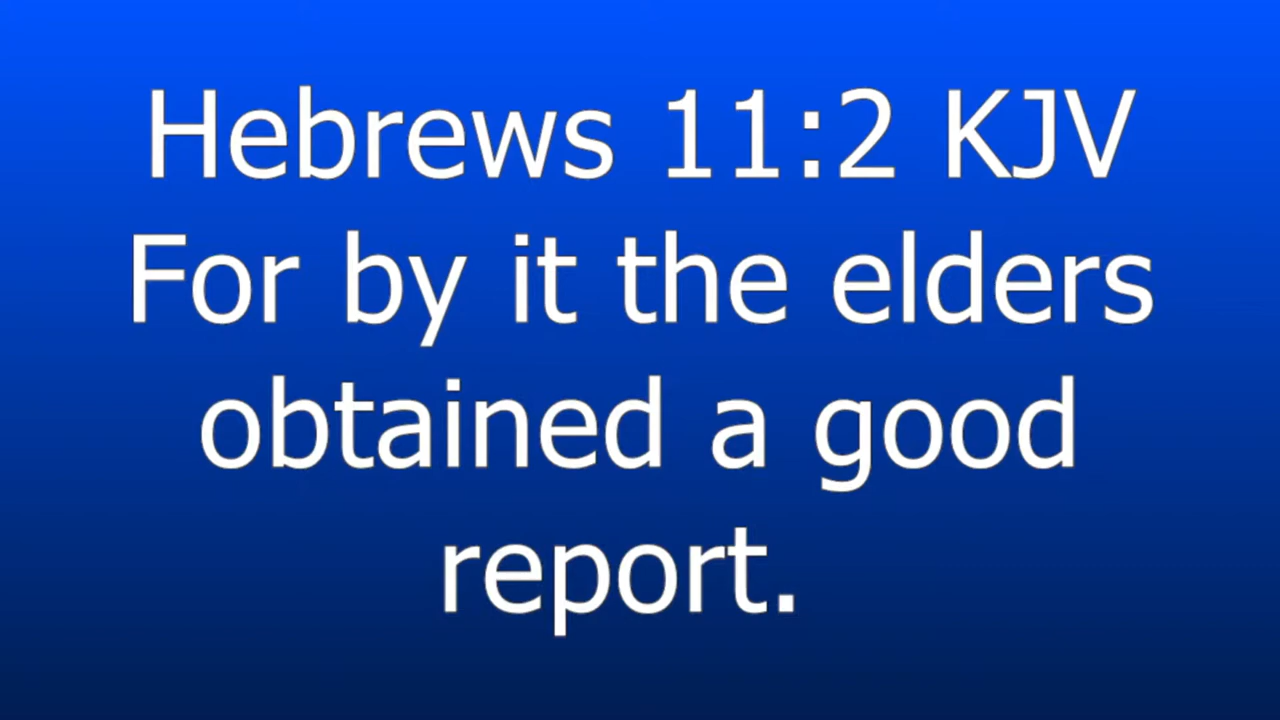 Hebrews 11:2 KJV
For by it the elders
obtained a good
report.